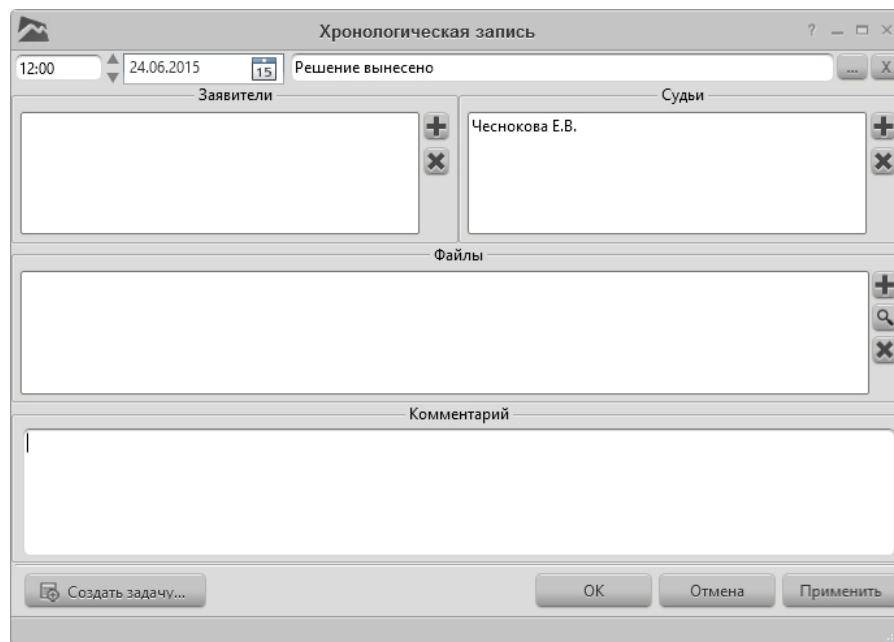 Хронологическая запись
12:00 24.06.2015 15 Решение вынесено ... X
Заявители Судьи
Чеснокова Е.В.
Файлы
Комментарий
Создать задачу... OK Отмена Применить